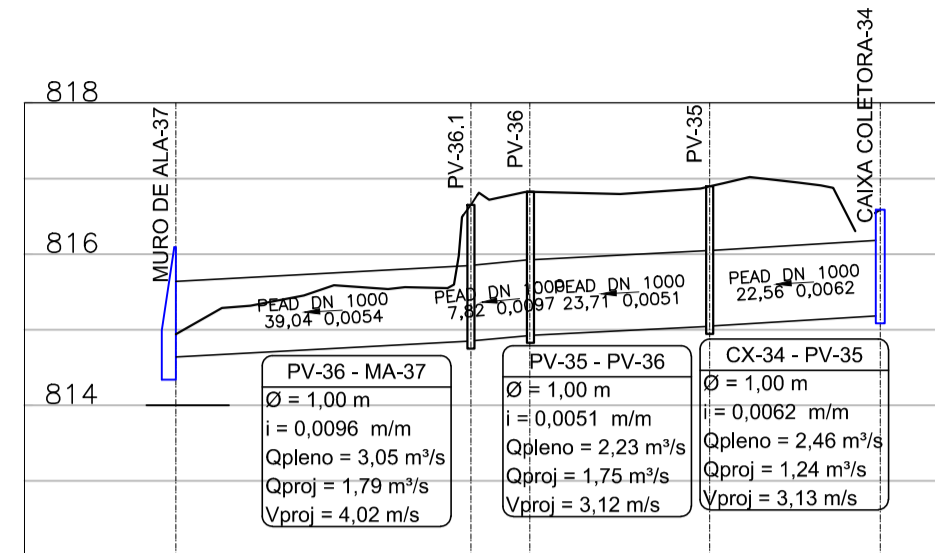 818
816
814
MURO DE ALA-37
PV-36.1
PV-36
PV-35
CAIXA COLETORA-34
PEAD DN 1000
39,04 0,0054
PEAD DN 1000
7,82 0,0097
PEAD DN 1000
23,71 0,0051
PEAD DN 1000
22,56 0,0062
PV-36 - MA-37
Ø = 1,00 m
i = 0,0096 m/m
Qpleno = 3,05 m³/s
Qproj = 1,79 m³/s
Vproj = 4,02 m/s
PV-35 - PV-36
Ø = 1,00 m
i = 0,0051 m/m
Qpleno = 2,23 m³/s
Qproj = 1,75 m³/s
Vproj = 3,12 m/s
CX-34 - PV-35
Ø = 1,00 m
i = 0,0062 m/m
Qpleno = 2,46 m³/s
Qproj = 1,24 m³/s
Vproj = 3,13 m/s